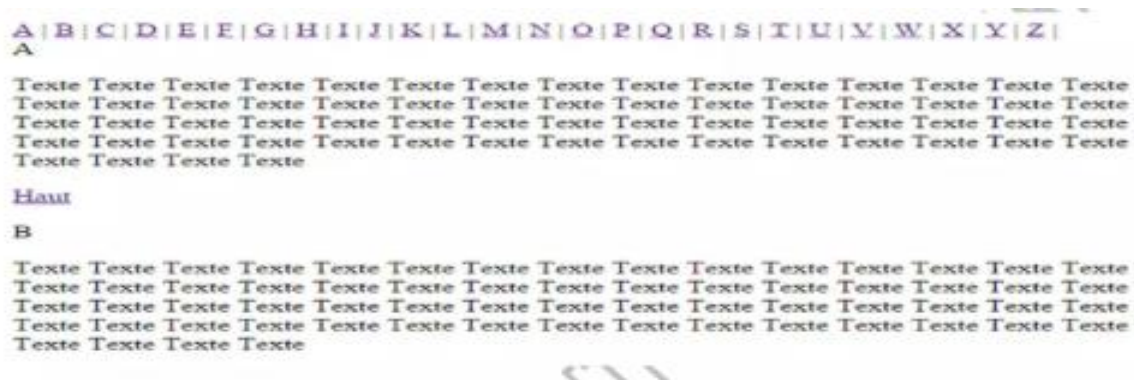 A | B | C | D | E | F | G | H | I | J | K | L | M | N | O | P | Q | R | S | T | U | V | W | X | Y | Z |
A
Texte Texte Texte Texte Texte Texte Texte Texte Texte Texte Texte Texte Texte Texte Texte
Texte Texte Texte Texte Texte Texte Texte Texte Texte Texte Texte Texte Texte Texte Texte
Texte Texte Texte Texte Texte Texte Texte Texte Texte Texte Texte Texte Texte Texte Texte
Texte Texte Texte Texte Texte Texte Texte Texte Texte Texte Texte Texte Texte Texte Texte
Texte Texte Texte Texte
Haut
B
Texte Texte Texte Texte Texte Texte Texte Texte Texte Texte Texte Texte Texte Texte Texte
Texte Texte Texte Texte Texte Texte Texte Texte Texte Texte Texte Texte Texte Texte Texte
Texte Texte Texte Texte Texte Texte Texte Texte Texte Texte Texte Texte Texte Texte Texte
Texte Texte Texte Texte Texte Texte Texte Texte Texte Texte Texte Texte Texte Texte Texte
Texte Texte Texte Texte